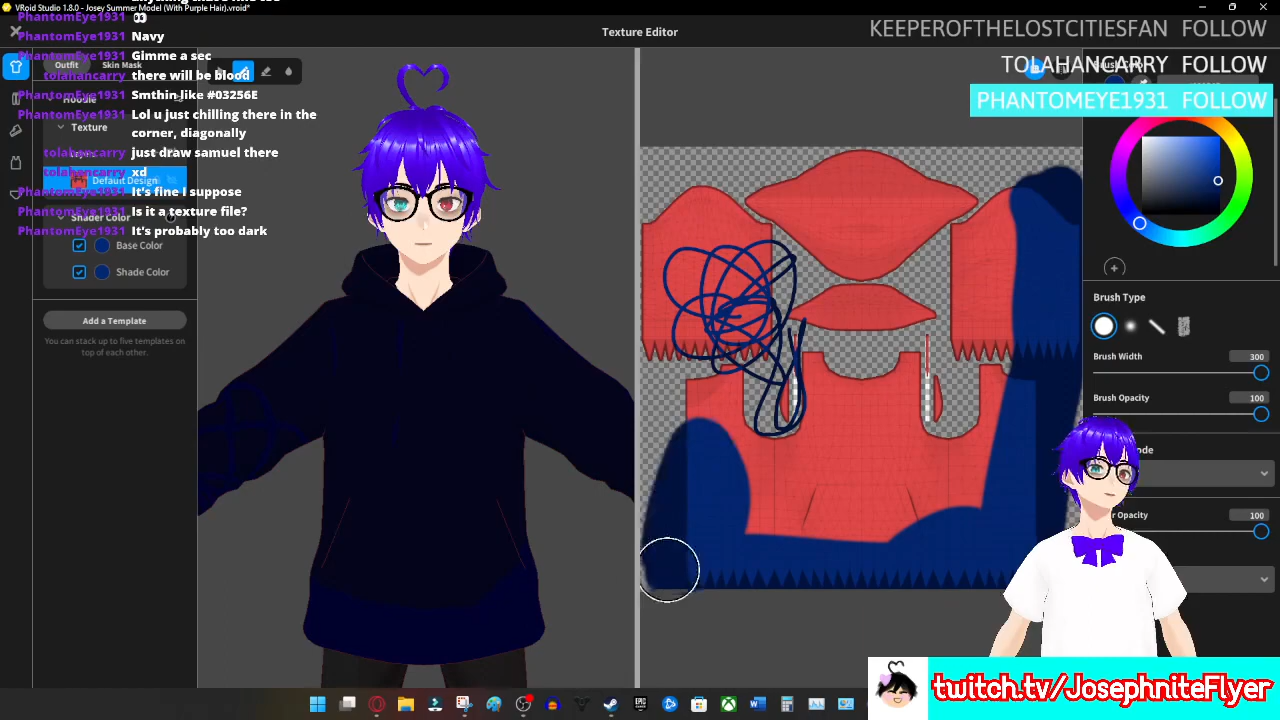 VRoid Studio 1.8.0 - Josey Summer Model (With Purple Hair).vroid*
PhantomEye1931
PhantomEye1931 Navy
PhantomEye1931 Gimme a sec
tolahancarry there will be blood
PhantomEye1931 Smthin like #03256E
PhantomEye1931 Lol u just chilling there in the
corner, diagonally
tolahancarry just draw samuel there
tolahancarry xd
PhantomEye1931 It's fine I suppose
PhantomEye1931 Is it a texture file?
PhantomEye1931 It's probably too dark
Outfit
Skin Mask
Hoodie
Texture
Default Design
Shader Color
Base Color
Shade Color
Add a Template
You can stack up to five templates on
top of each other.
Texture Editor
KEEPEROFTHELOSTCITIESFAN FOLLOW
TOLAHANCARRY FOLLOW
PHANTOMEYE1931 FOLLOW
Brush Type
Brush Width
300
Brush Opacity
100
Opacity
100
twitch.tv/JosephniteFlyer